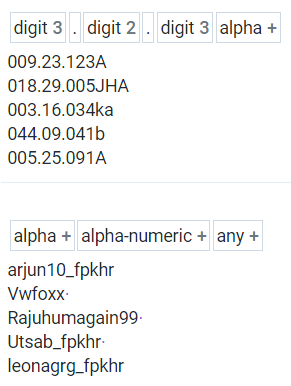 digit 3 . digit 2 . digit 3 alpha +
009.23.123A
018.29.005JHA
003.16.034ka
044.09.041b
005.25.091A
alpha + alpha-numeric + any +
arjun10_fpkhr
Vwfoxx·
Rajuhumagain99·
Utsab_fpkhr·
leonagrg_fpkhr